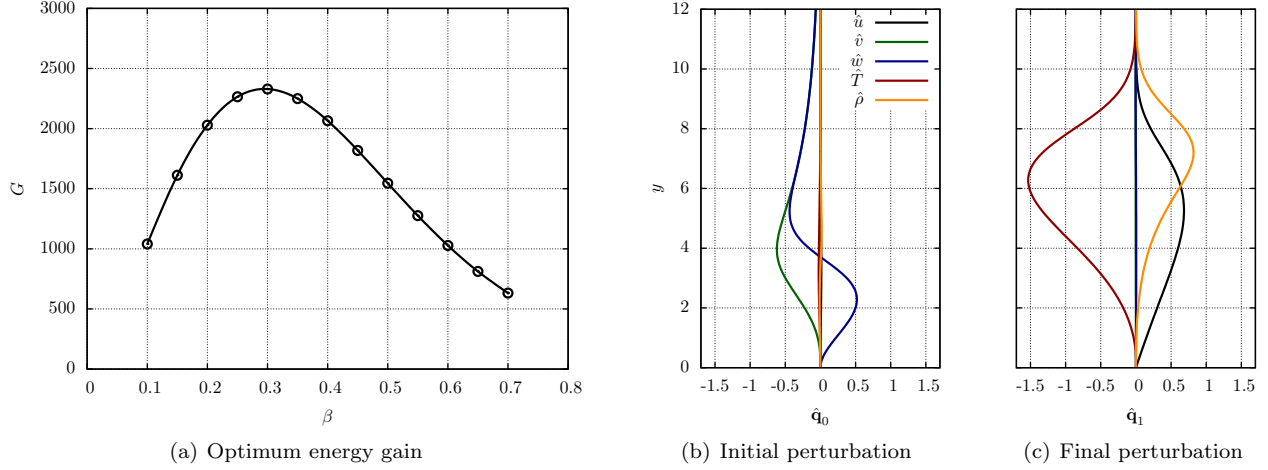 3000
2500
2000
1500
1000
500
0
G
0 0.1 0.2 0.3 0.4 0.5 0.6 0.7 0.8
β
(a) Optimum energy gain
12
10
8
6
4
2
0
y
û
v̂
ŵ
T̂
ρ̂
-1.5 -1 -0.5 0 0.5 1 1.5
q̂₀
(b) Initial perturbation
-1.5 -1 -0.5 0 0.5 1 1.5
q̂₁
(c) Final perturbation